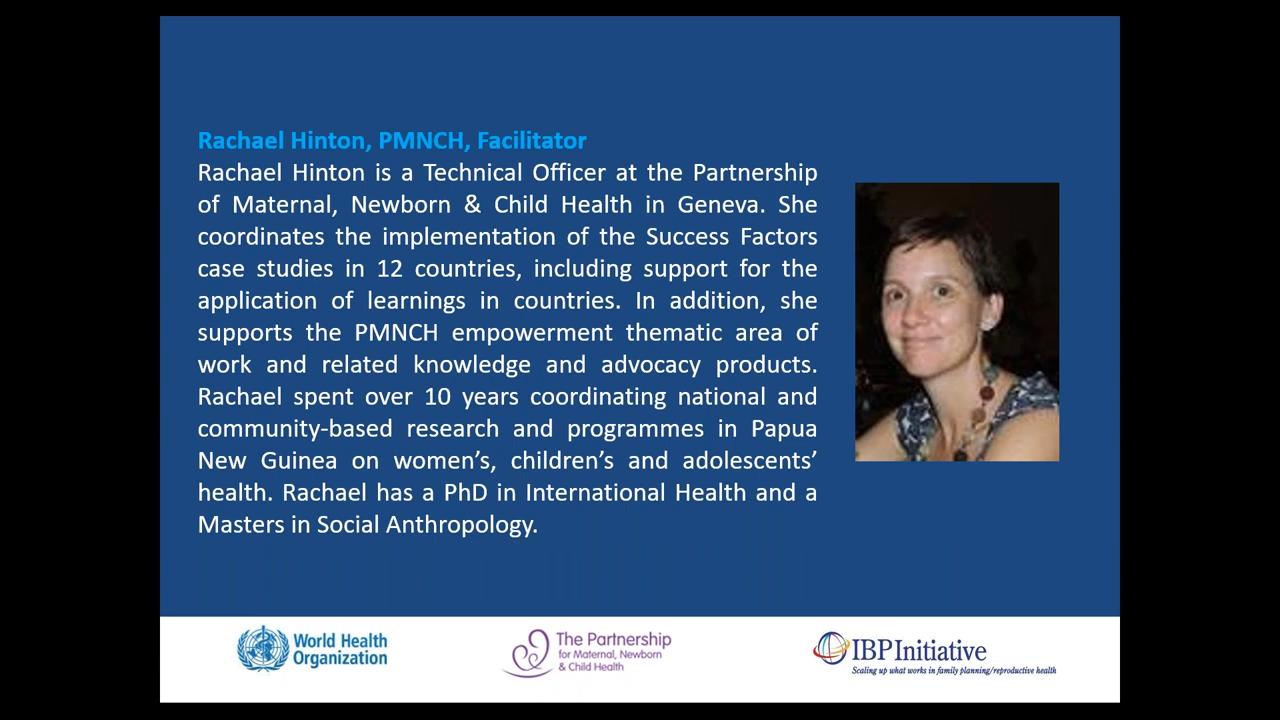 Rachael Hinton, PMNCH, Facilitator
Rachael Hinton is a Technical Officer at the Partnership
of Maternal, Newborn & Child Health in Geneva. She
coordinates the implementation of the Success Factors
case studies in 12 countries, including support for the
application of learnings in countries. In addition, she
supports the PMNCH empowerment thematic area of
work and related knowledge and advocacy products.
Rachael spent over 10 years coordinating national and
community-based research and programmes in Papua
New Guinea on women’s, children’s and adolescents’
health. Rachael has a PhD in International Health and a
Masters in Social Anthropology.
World Health
Organization
The Partnership
for Maternal, Newborn
& Child Health
IBPInitiative
Scaling up what works in family planning/reproductive health